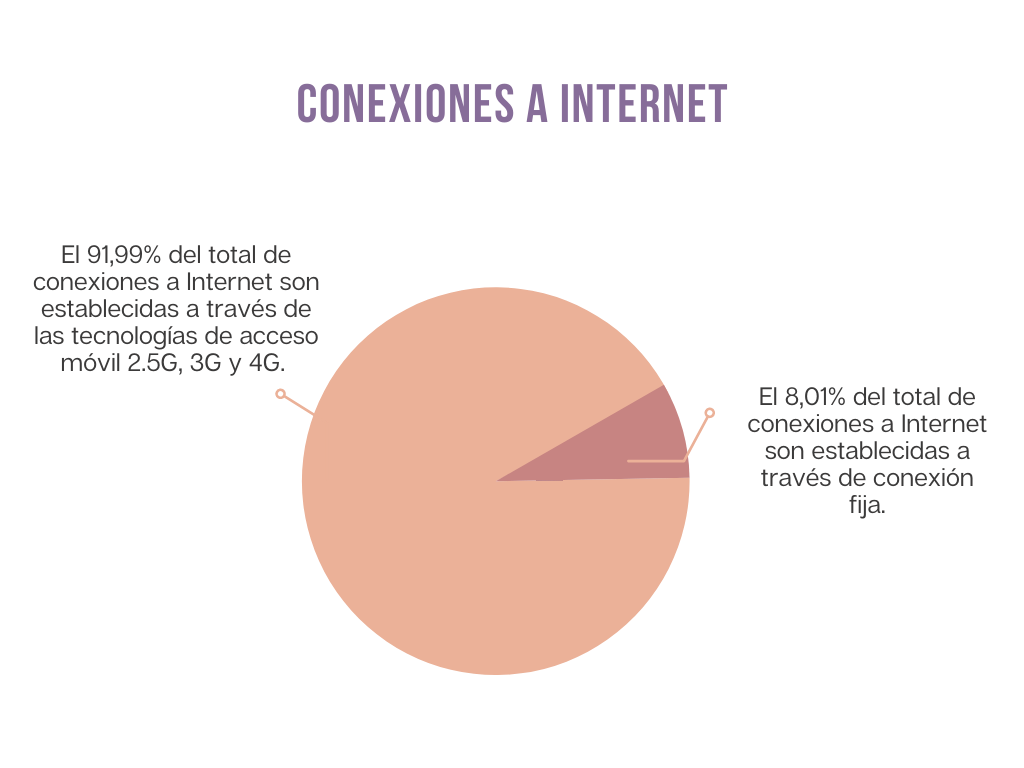 CONEXIONES A INTERNET
El 91,99% del total de
conexiones a Internet son
establecidas a través de
las tecnologías de acceso
móvil 2.5G, 3G y 4G.
El 8,01% del total de
conexiones a Internet
son establecidas a
través de conexión
fija.